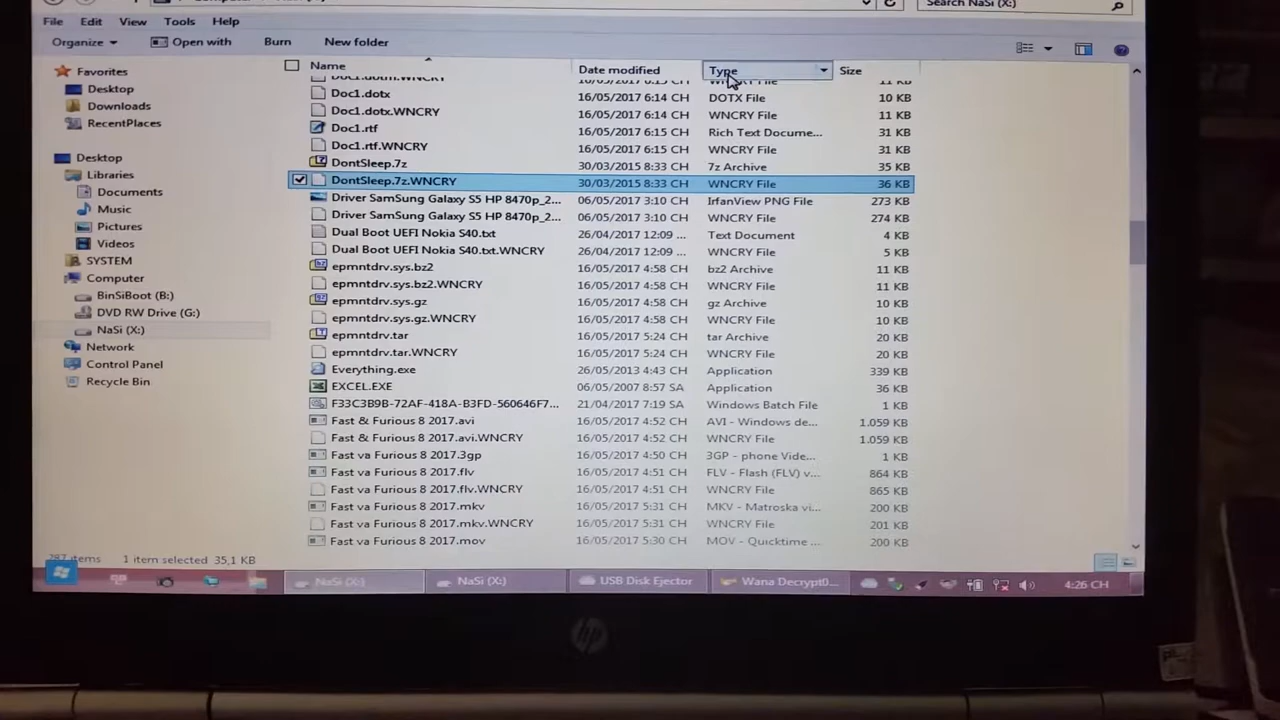 Computer NaSi (X:)
Search NaSi (X:)
File Edit View Tools Help
Organize Open with Burn New folder
Name Date modified Type Size
Favorites
Desktop
Downloads
RecentPlaces
Desktop
Libraries
Documents
Music
Pictures
Videos
SYSTEM
Computer
BinSiBoot (B:)
DVD RW Drive (G:)
NaSi (X:)
Network
Control Panel
Recycle Bin
Doc1.dotm.WNCRY 16/05/2017 6:13 CH WNCRY File 11 KB
Doc1.dotx 16/05/2017 6:14 CH DOTX File 10 KB
Doc1.dotx.WNCRY 16/05/2017 6:14 CH WNCRY File 11 KB
Doc1.rtf 16/05/2017 6:15 CH Rich Text Docume... 31 KB
Doc1.rtf.WNCRY 16/05/2017 6:15 CH WNCRY File 31 KB
DontSleep.7z 30/03/2015 8:33 CH 7z Archive 35 KB
DontSleep.7z.WNCRY 30/03/2015 8:33 CH WNCRY File 36 KB
Driver SamSung Galaxy S5 HP 8470p_2... 06/05/2017 3:10 CH IrfanView PNG File 273 KB
Driver SamSung Galaxy S5 HP 8470p_2... 06/05/2017 3:10 CH WNCRY File 274 KB
Dual Boot UEFI Nokia S40.txt 26/04/2017 12:09 ... Text Document 4 KB
Dual Boot UEFI Nokia S40.txt.WNCRY 26/04/2017 12:09 ... WNCRY File 5 KB
epmntdrv.sys.bz2 16/05/2017 4:58 CH bz2 Archive 11 KB
epmntdrv.sys.bz2.WNCRY 16/05/2017 4:58 CH WNCRY File 11 KB
epmntdrv.sys.gz 16/05/2017 4:58 CH gz Archive 10 KB
epmntdrv.sys.gz.WNCRY 16/05/2017 4:58 CH WNCRY File 10 KB
epmntdrv.tar 16/05/2017 5:24 CH tar Archive 20 KB
epmntdrv.tar.WNCRY 16/05/2017 5:24 CH WNCRY File 20 KB
Everything.exe 26/05/2013 4:43 CH Application 339 KB
EXCEL.EXE 06/05/2007 8:57 SA Application 36 KB
F33C3B9B-72AF-418A-B3FD-560646F7... 21/04/2017 7:19 SA Windows Batch File 1 KB
Fast & Furious 8 2017.avi 16/05/2017 4:52 CH AVI - Windows de... 1.059 KB
Fast & Furious 8 2017.avi.WNCRY 16/05/2017 4:52 CH WNCRY File 1.059 KB
Fast va Furious 8 2017.3gp 16/05/2017 4:50 CH 3GP - phone Vide... 1 KB
Fast va Furious 8 2017.flv 16/05/2017 4:51 CH FLV - Flash (FLV) v... 864 KB
Fast va Furious 8 2017.flv.WNCRY 16/05/2017 4:51 CH WNCRY File 865 KB
Fast va Furious 8 2017.mkv 16/05/2017 5:31 CH MKV - Matroska vi... 200 KB
Fast va Furious 8 2017.mkv.WNCRY 16/05/2017 5:31 CH WNCRY File 201 KB
Fast va Furious 8 2017.mov 16/05/2017 5:30 CH MOV - Quicktime ... 200 KB
287 items 1 item selected 35,1 KB
NaSi (X:) NaSi (X:) USB Disk Ejector Wana Decrypt0... 4:26 CH
hp